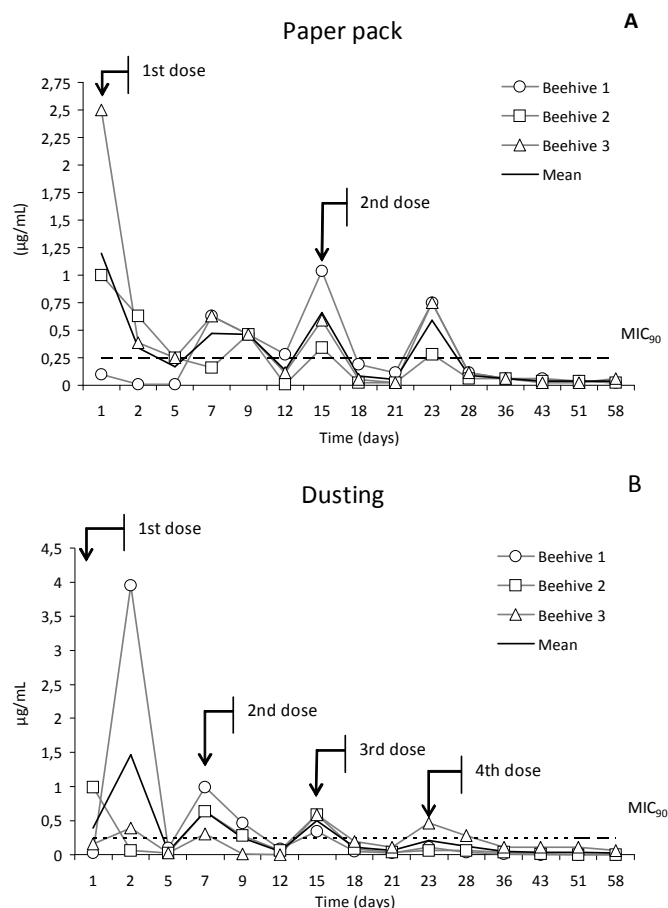 Paper pack
A
1st dose
2,75
2,5
2,25
2
1,75
1,5
1,25
1
0,75
0,5
0,25
0
(µg/mL)
Beehive 1
Beehive 2
Beehive 3
Mean
2nd dose
MIC90
1 2 5 7 9 12 15 18 21 23 28 36 43 51 58
Time (days)
Dusting
B
1st dose
4,5
4
3,5
3
2,5
2
1,5
1
0,5
0
µg/mL
Beehive 1
Beehive 2
Beehive 3
Mean
2nd dose
3rd dose
4th dose
MIC90
1 2 5 7 9 12 15 18 21 23 28 36 43 51 58
Time (days)